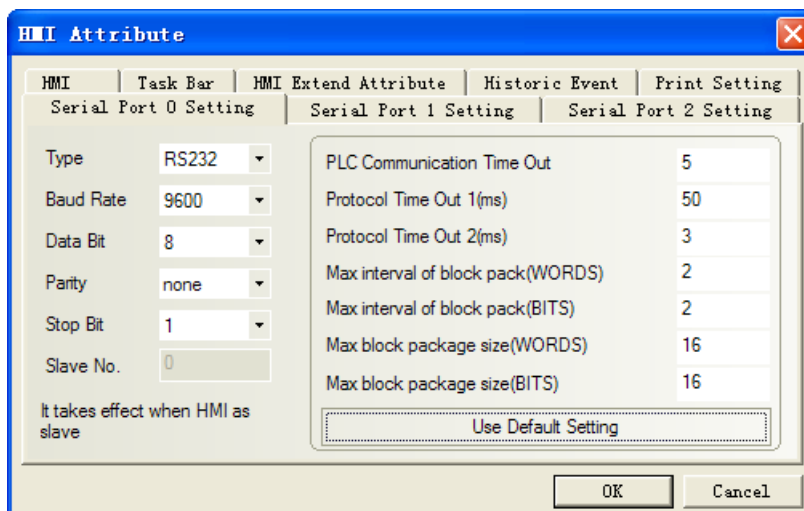 HMI Attribute
HMI Task Bar HMI Extend Attribute Historic Event Print Setting
Serial Port 0 Setting Serial Port 1 Setting Serial Port 2 Setting
Type RS232
Baud Rate 9600
Data Bit 8
Parity none
Stop Bit 1
Slave No. 0
It takes effect when HMI as
slave
PLC Communication Time Out 5
Protocol Time Out 1(ms) 50
Protocol Time Out 2(ms) 3
Max interval of block pack(WORDS) 2
Max interval of block pack(BITS) 2
Max block package size(WORDS) 16
Max block package size(BITS) 16
Use Default Setting
OK Cancel